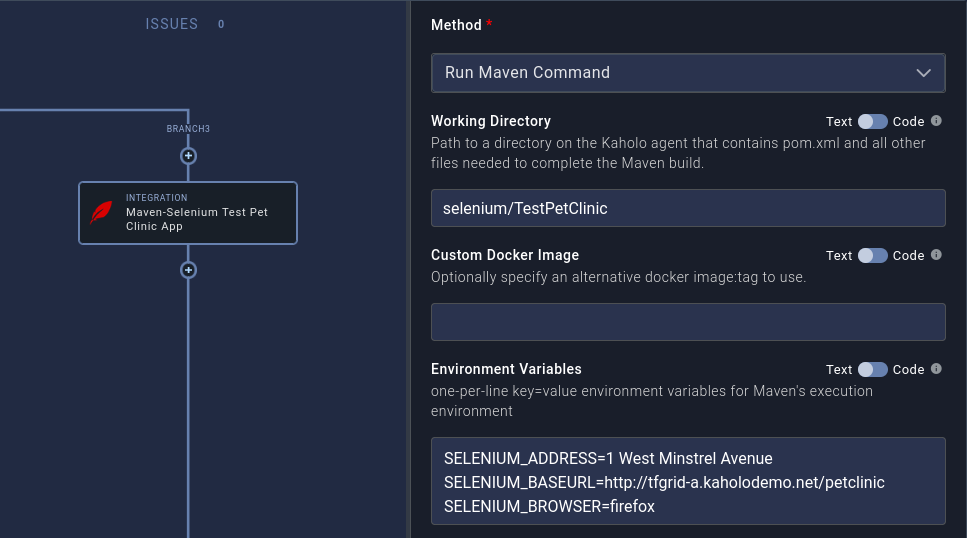 ISSUES 0
BRANCH3
INTEGRATION
Maven-Selenium Test Pet
Clinic App
Method *
Run Maven Command
Working Directory
Text Code
Path to a directory on the Kaholo agent that contains pom.xml and all other
files needed to complete the Maven build.
selenium/TestPetClinic
Custom Docker Image
Text Code
Optionally specify an alternative docker image:tag to use.
Environment Variables
Text Code
one-per-line key=value environment variables for Maven's execution
environment
SELENIUM_ADDRESS=1 West Minstrel Avenue
SELENIUM_BASEURL=http://tfgrid-a.kaholodemo.net/petclinic
SELENIUM_BROWSER=firefox